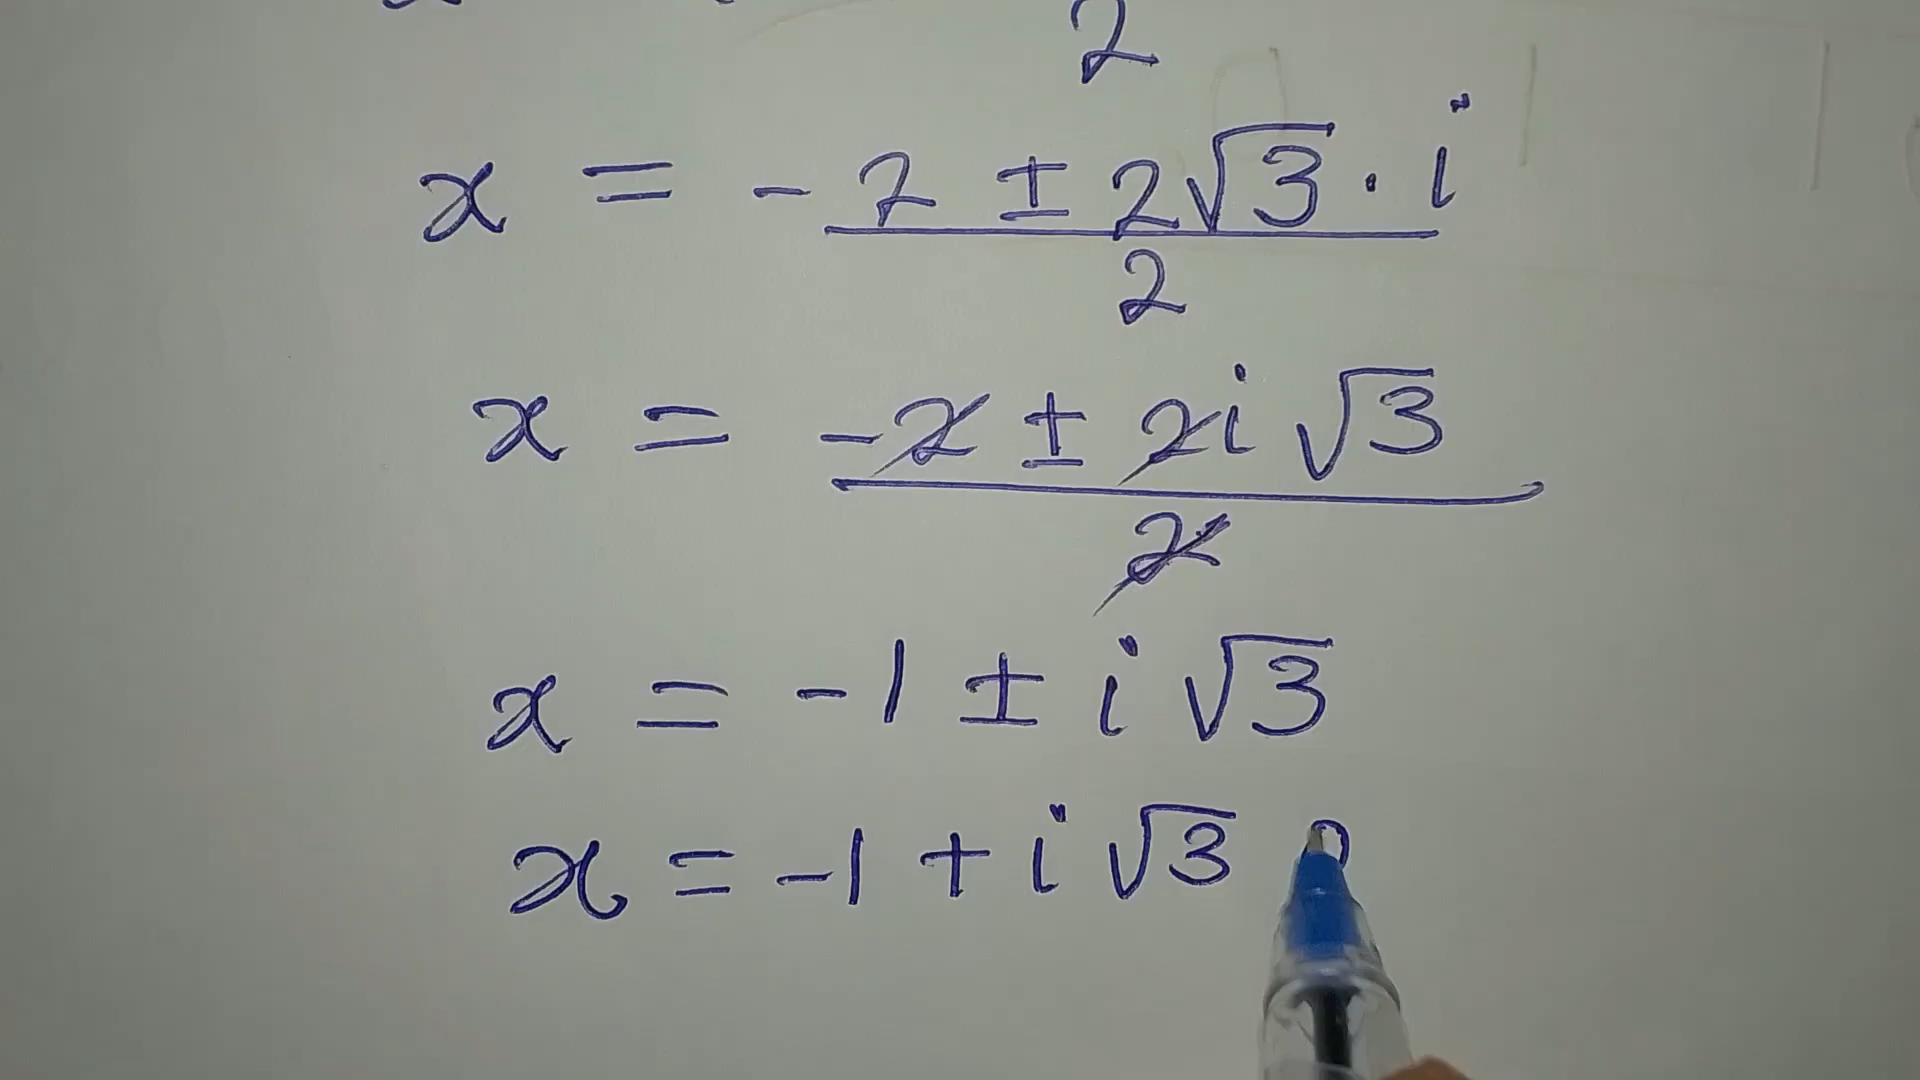 2
x = -2 ± 2√3 · i
2
x = -2 ± 2i √3
2
x = -1 ± i √3
x = -1 + i √3